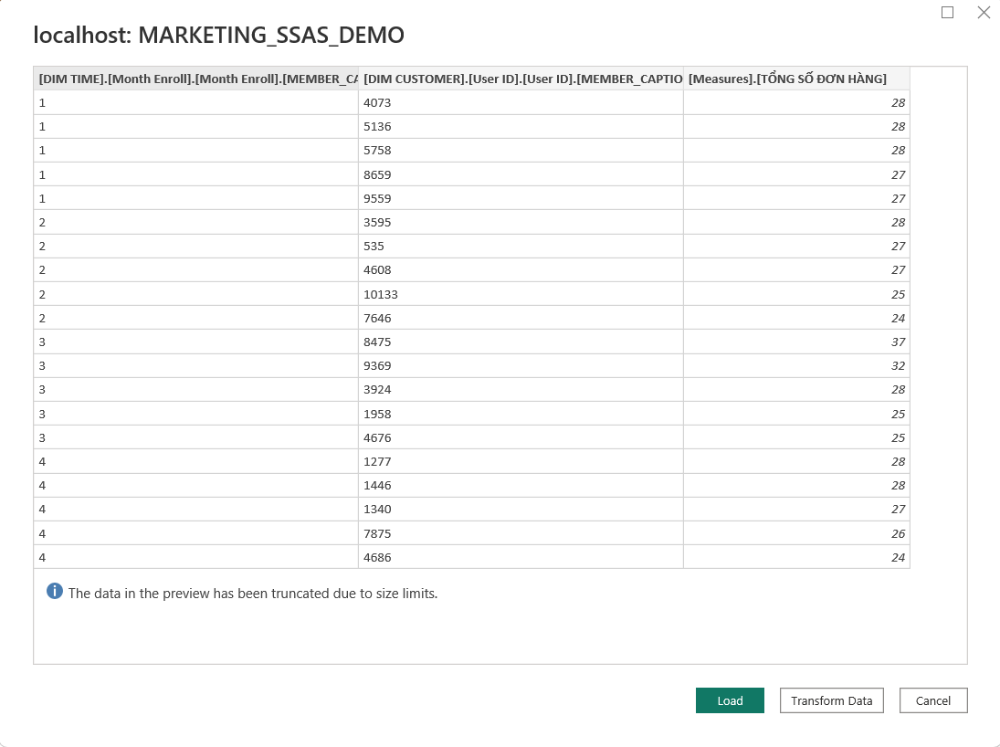 localhost: MARKETING_SSAS_DEMO
[DIM TIME].[Month Enroll].[Month Enroll].[MEMBER_CA [DIM CUSTOMER].[User ID].[User ID].[MEMBER_CAPTIO [Measures].[TỔNG SỐ ĐƠN HÀNG]
1 4073 28
1 5136 28
1 5758 28
1 8659 27
1 9559 27
2 3595 28
2 535 27
2 4608 27
2 10133 25
2 7646 24
3 8475 37
3 9369 32
3 3924 28
3 1958 25
3 4676 25
4 1277 28
4 1446 28
4 1340 27
4 7875 26
4 4686 24
The data in the preview has been truncated due to size limits.
Load Transform Data Cancel